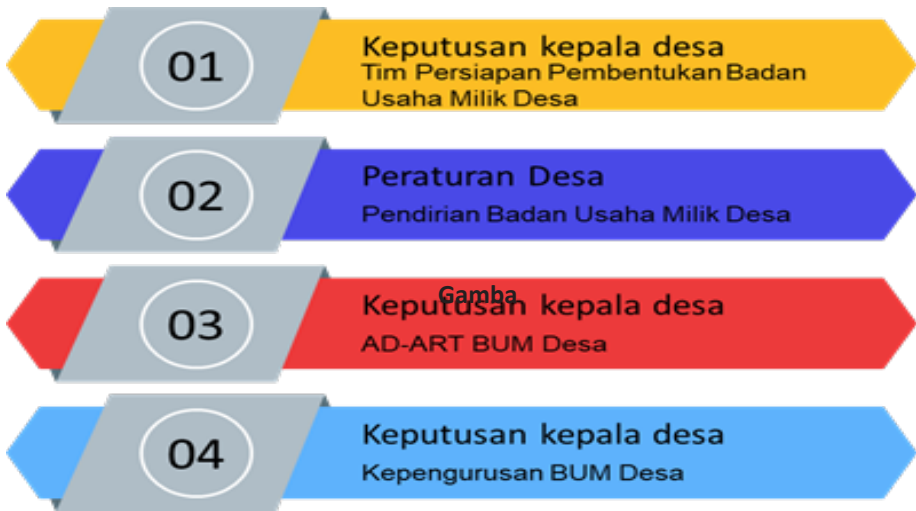 01
Keputusan kepala desa
Tim Persiapan Pembentukan Badan
Usaha Milik Desa
02
Peraturan Desa
Pendirian Badan Usaha Milik Desa
Gamba
03
Keputusan kepala desa
AD-ART BUM Desa
04
Keputusan kepala desa
Kepengurusan BUM Desa